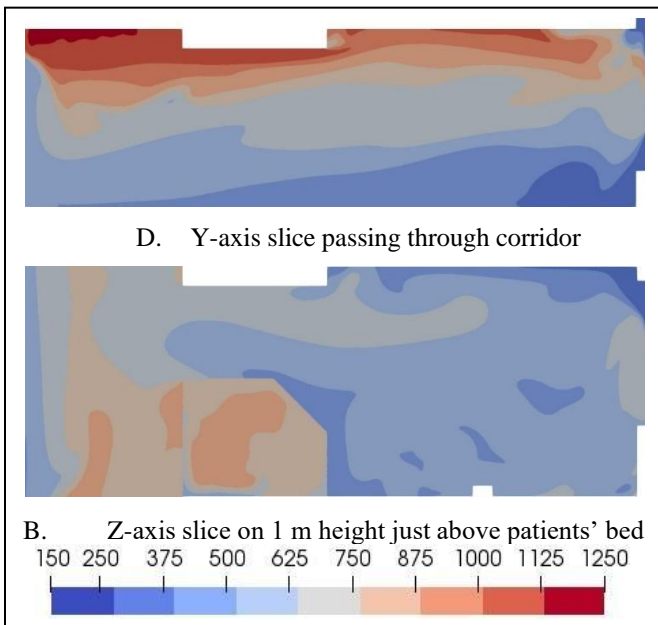 D. Y-axis slice passing through corridor
B. Z-axis slice on 1 m height just above patients’ bed
150 250 375 500 625 750 875 1000 1125 1250